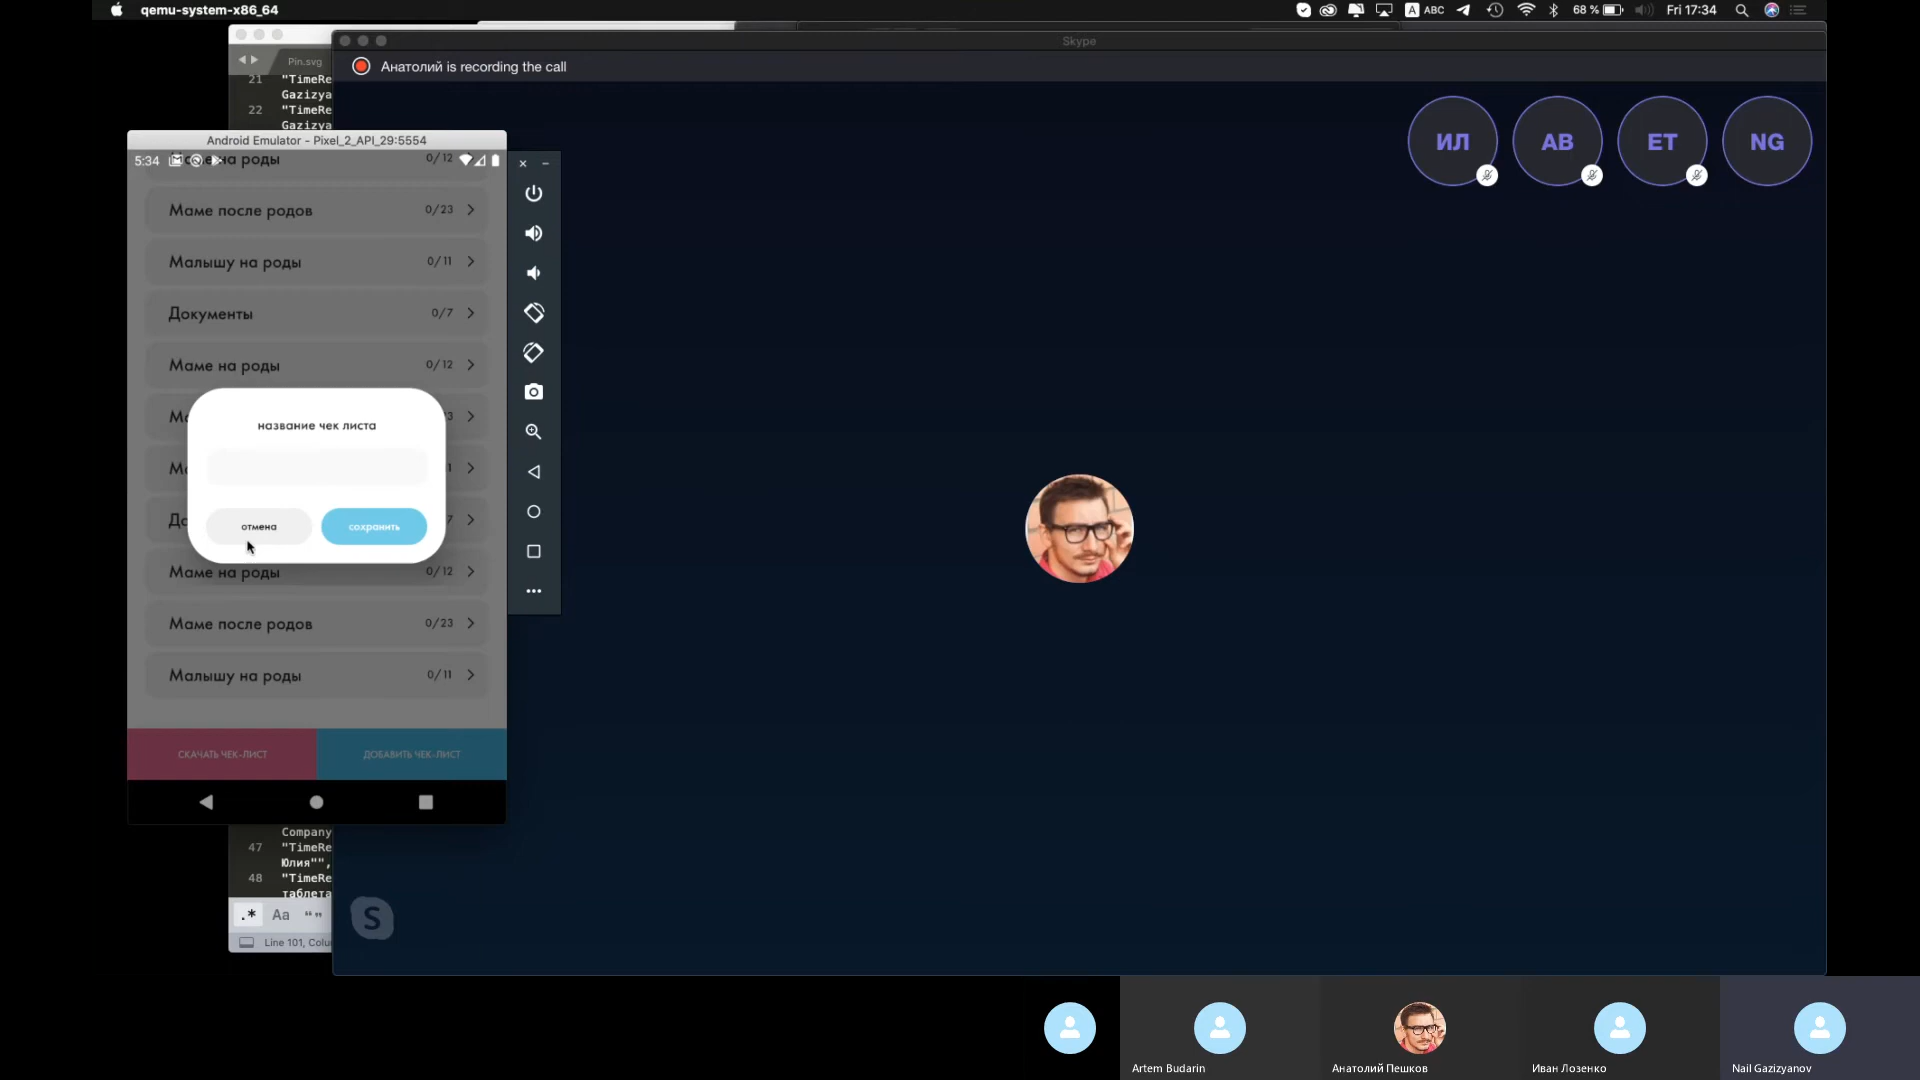 qemu-system-x86_64
A ABC
68 %
Fri 17:34
Skype
Анатолий is recording the call
Pin.svg
21 "TimeRe
Gazizya
22 "TimeRe
Gazizya
ИЛ
АВ
ЕТ
NG
Android Emulator - Pixel_2_API_29:5554
5:34
на роды 0/12
Маме после родов 0/23
Малышу на роды 0/11
Документы 0/7
Маме на роды 0/12
название чек листа
отмена
сохранить
Маме на роды 0/12
Маме после родов 0/23
Малышу на роды 0/11
СКАЧАТЬ ЧЕК-ЛИСТ
ДОБАВИТЬ ЧЕК-ЛИСТ
Company
47 "TimeRe
Юлия"",
48 "TimeRe
таблета
.* Aa “”
Line 101, Colu
S
Artem Budarin
Анатолий Пешков
Иван Лозенко
Nail Gazizyanov